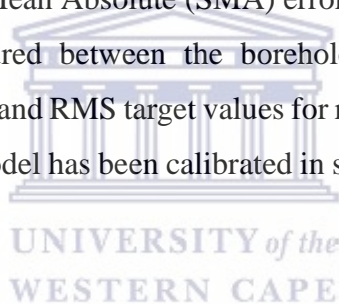 Mean Absolute (SMA) error
red between the borehol
and RMS target values for
del has been calibrated in s
UNIVERSITY of the
WESTERN CAPE